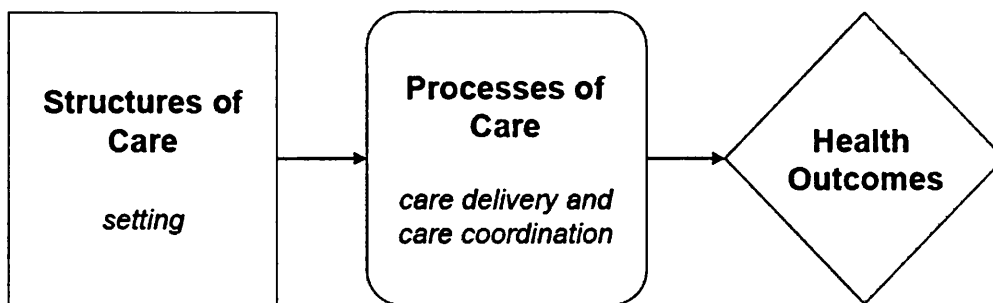 Structures of
Care
setting
Processes of
Care
care delivery and
care coordination
Health
Outcomes